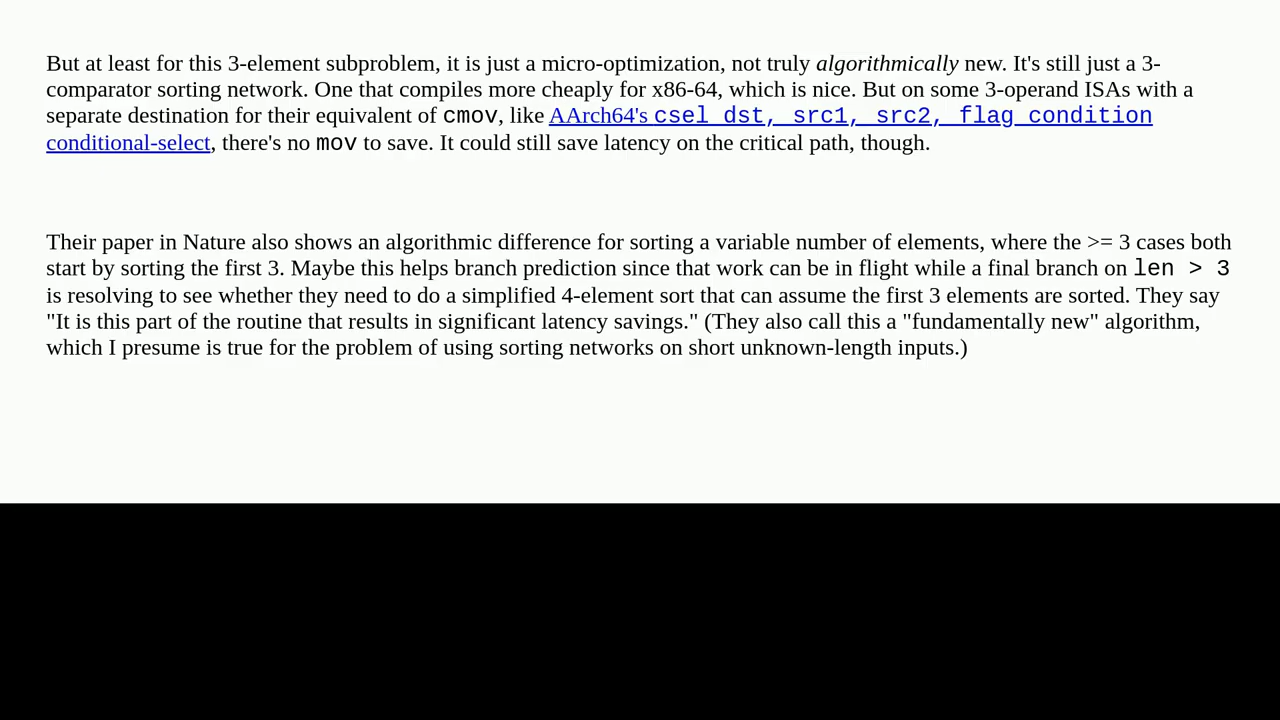 But at least for this 3-element subproblem, it is just a micro-optimization, not truly algorithmically new. It's still just a 3-
comparator sorting network. One that compiles more cheaply for x86-64, which is nice. But on some 3-operand ISAs with a
separate destination for their equivalent of cmov, like AArch64's csel dst, src1, src2, flag_condition
conditional-select, there's no mov to save. It could still save latency on the critical path, though.
Their paper in Nature also shows an algorithmic difference for sorting a variable number of elements, where the >= 3 cases both
start by sorting the first 3. Maybe this helps branch prediction since that work can be in flight while a final branch on len > 3
is resolving to see whether they need to do a simplified 4-element sort that can assume the first 3 elements are sorted. They say
"It is this part of the routine that results in significant latency savings." (They also call this a "fundamentally new" algorithm,
which I presume is true for the problem of using sorting networks on short unknown-length inputs.)